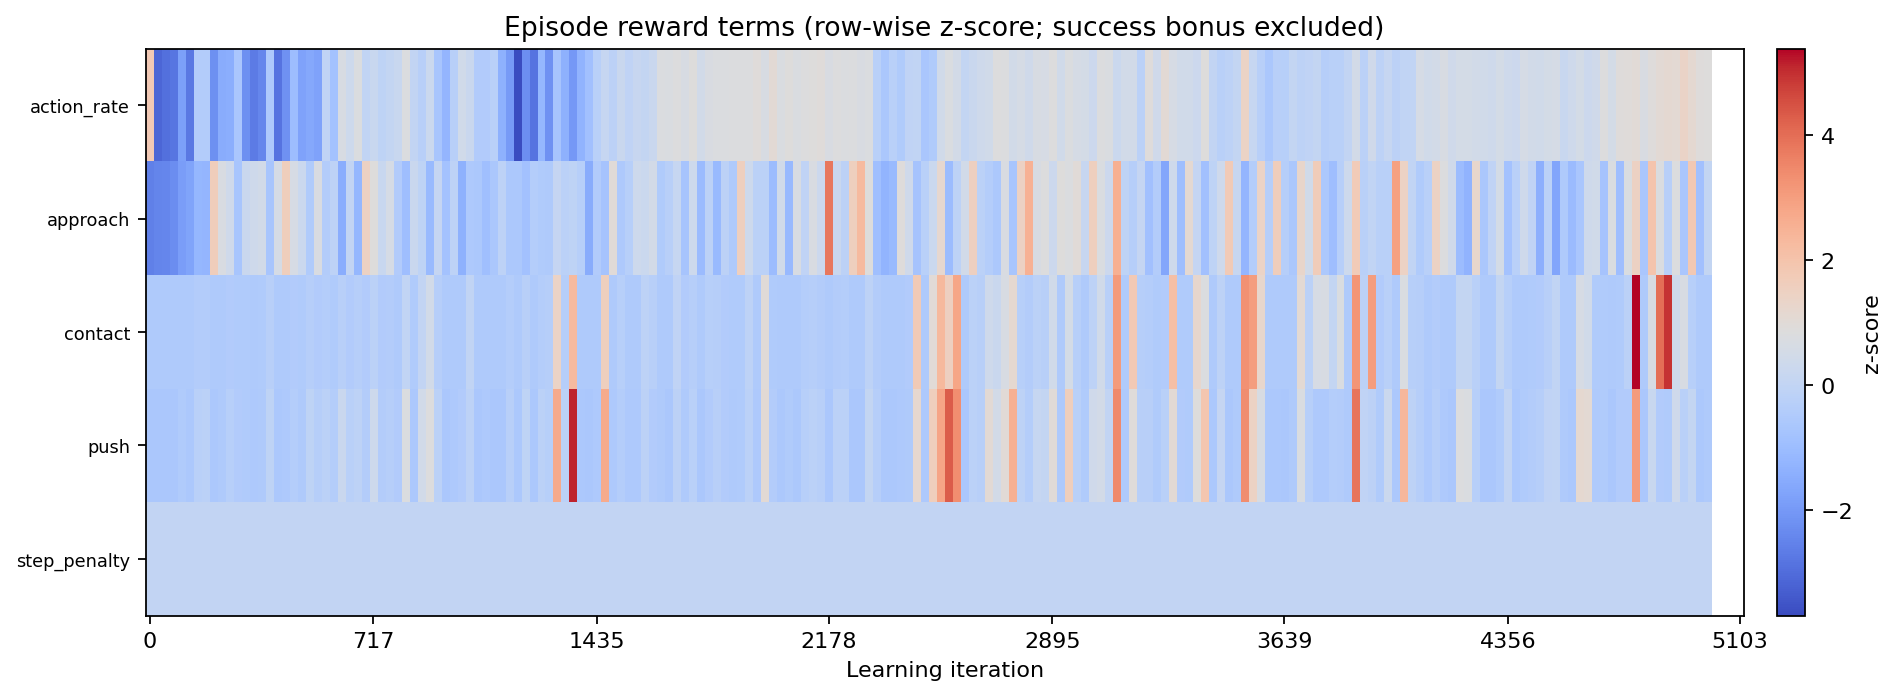 Episode reward terms (row-wise z-score; success bonus excluded)
action_rate
approach
contact
push
step_penalty
0 717 1435 2178 2895 3639 4356 5103
Learning iteration
4
2
0
−2
z-score